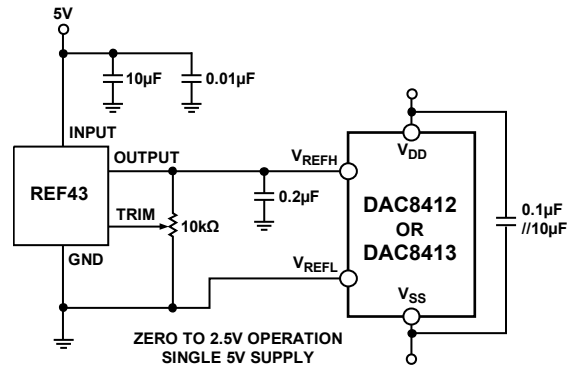 5V
10µF
0.01µF
INPUT
OUTPUT
REF43
TRIM
GND
10kΩ
0.2µF
VREFH
VREFL
VDD
DAC8412
OR
DAC8413
VSS
0.1µF
//10µF
ZERO TO 2.5V OPERATION
SINGLE 5V SUPPLY